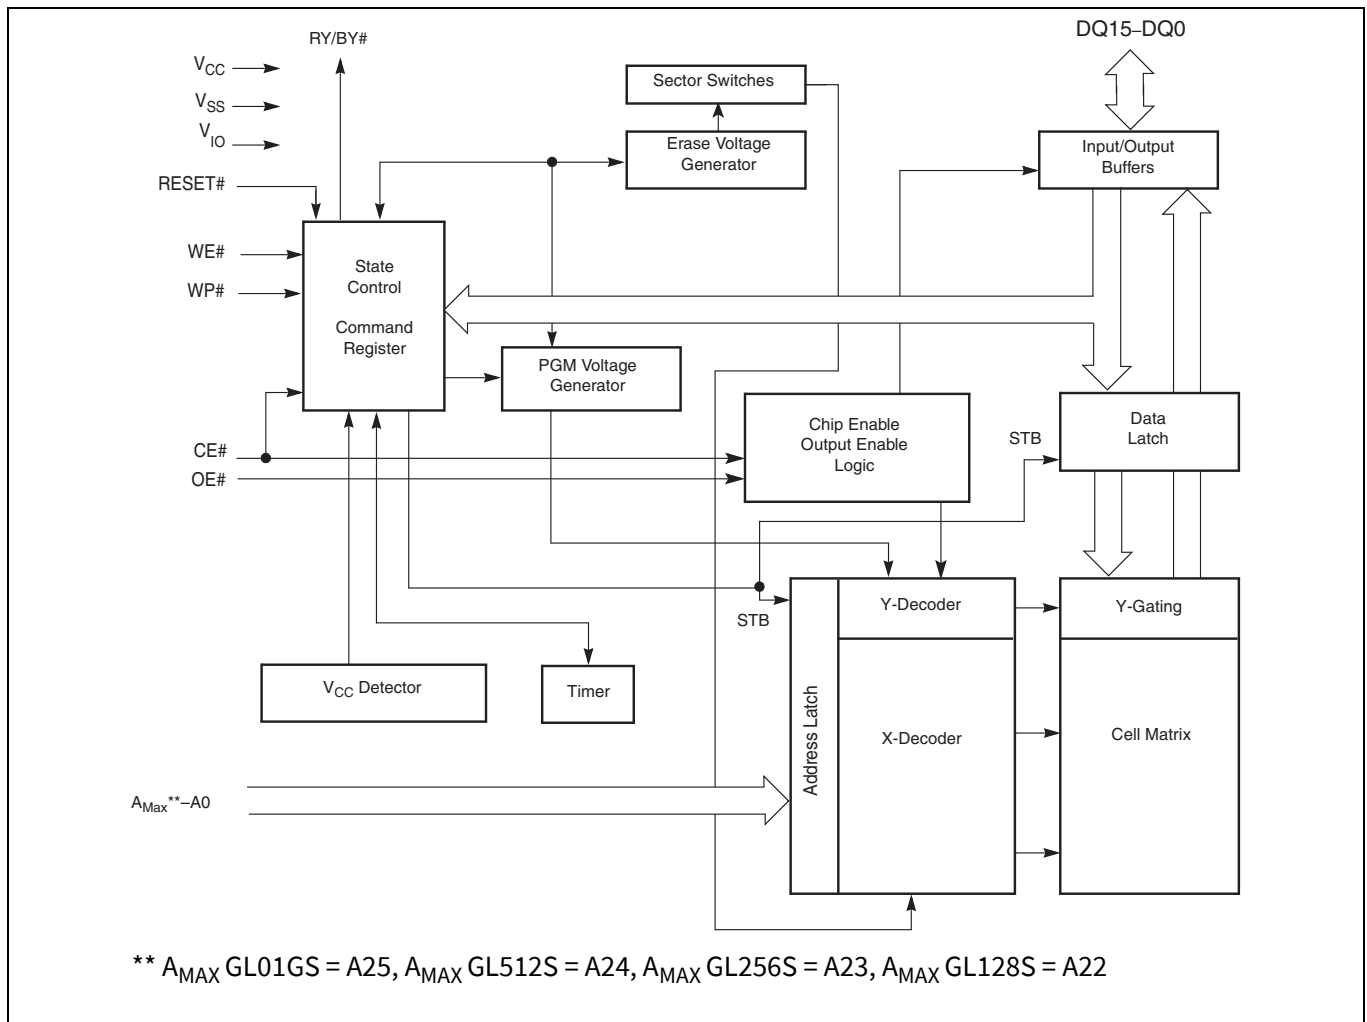 RY/BY#
DQ15–DQ0
VCC
VSS
VIO
RESET#
WE#
WP#
CE#
OE#
Sector Switches
Erase Voltage
Generator
Input/Output
Buffers
State
Control
Command
Register
PGM Voltage
Generator
Chip Enable
Output Enable
Logic
STB
Data
Latch
STB
Y-Decoder
Y-Gating
VCC Detector
Timer
Address Latch
X-Decoder
Cell Matrix
AMax**–A0
** AMAX GL01GS = A25, AMAX GL512S = A24, AMAX GL256S = A23, AMAX GL128S = A22